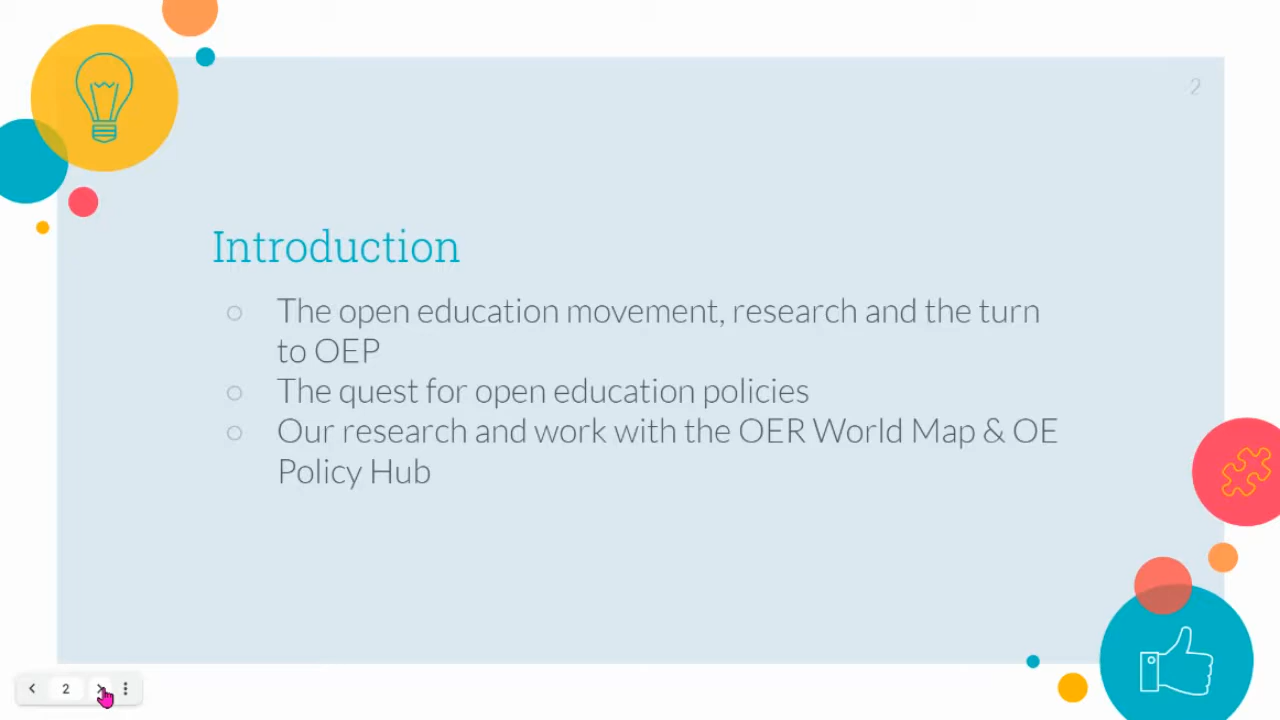 2
Introduction
The open education movement, research and the turn
to OEP
The quest for open education policies
Our research and work with the OER World Map & OE
Policy Hub
2